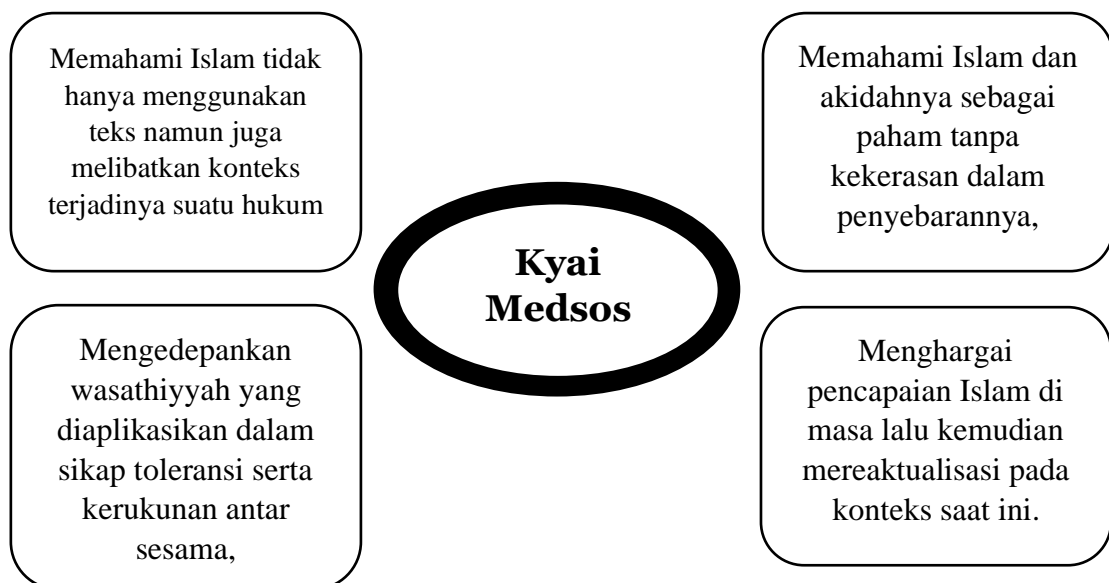 Memahami Islam tidak
hanya menggunakan
teks namun juga
melibatkan konteks
terjadinya suatu hukum
Memahami Islam dan
akidahnya sebagai
paham tanpa
kekerasan dalam
penyebarannya,
Kyai
Medsos
Mengedepankan
wasathiyyah yang
diaplikasikan dalam
sikap toleransi serta
kerukunan antar
sesama,
Menghargai
pencapaian Islam di
masa lalu kemudian
mereaktualisasi pada
konteks saat ini.